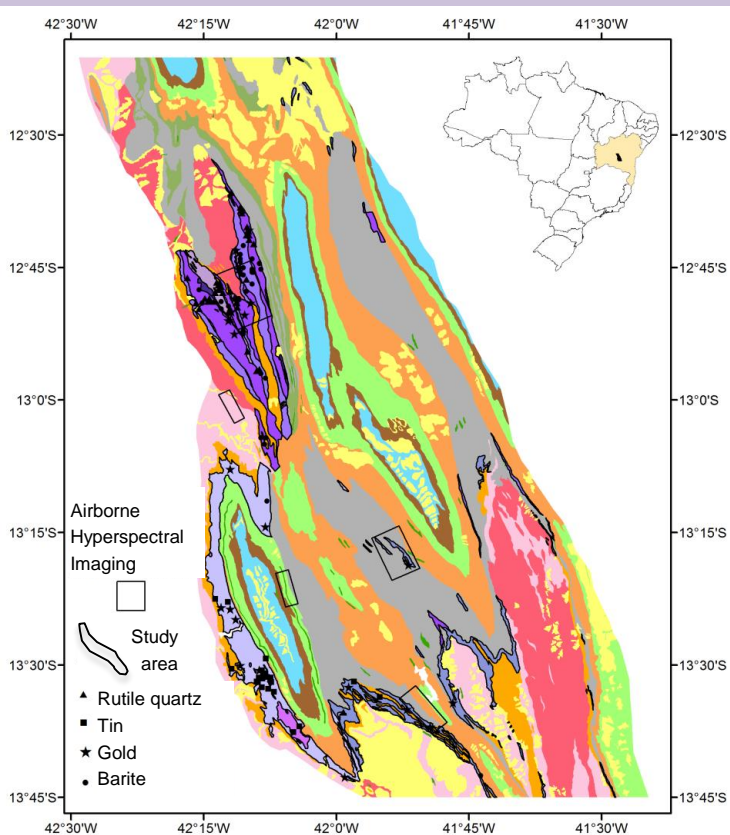 42°30'W 42°15'W 42°0'W 41°45'W 41°30'W
12°30'S 12°30'S
12°45'S 12°45'S
13°0'S 13°0'S
13°15'S 13°15'S
13°30'S 13°30'S
13°45'S 13°45'S
Airborne
Hyperspectral
Imaging
Study
area
Rutile quartz
Tin
Gold
Barite
42°30'W 42°15'W 42°0'W 41°45'W 41°30'W